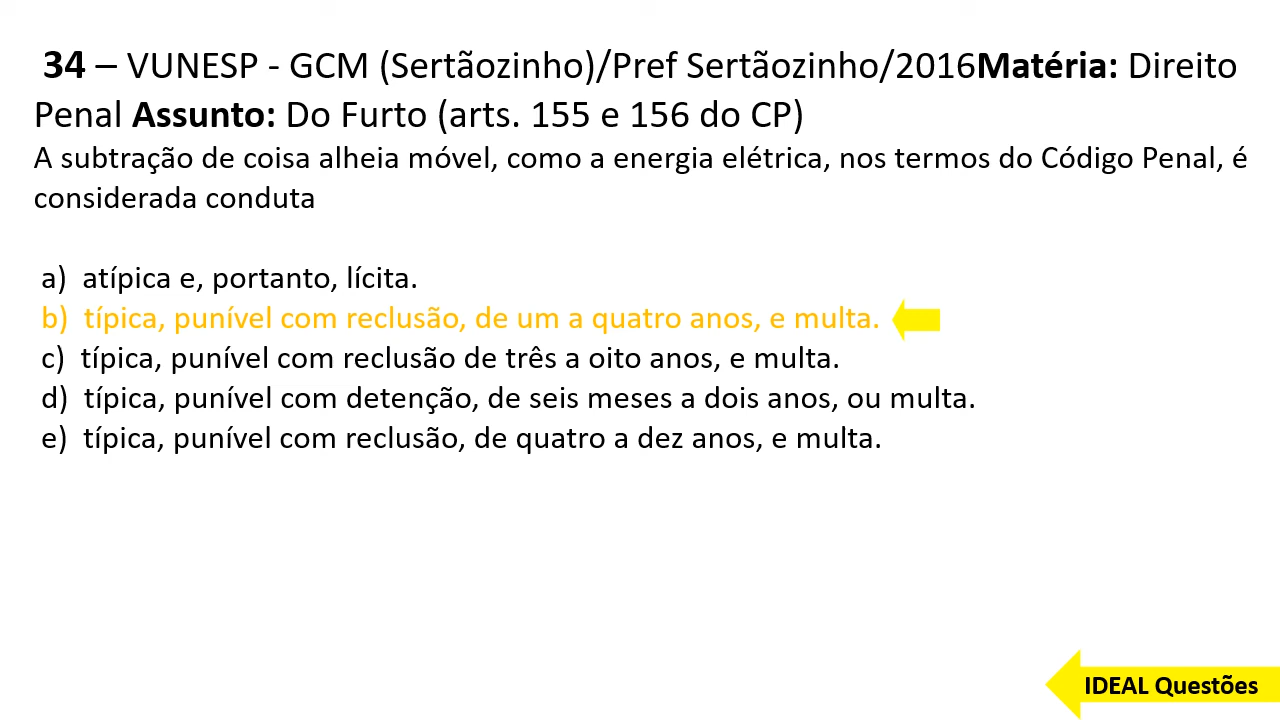 34 – VUNESP - GCM (Sertãozinho)/Pref Sertãozinho/2016Matéria: Direito
Penal Assunto: Do Furto (arts. 155 e 156 do CP)
A subtração de coisa alheia móvel, como a energia elétrica, nos termos do Código Penal, é
considerada conduta
a) atípica e, portanto, lícita.
b) típica, punível com reclusão, de um a quatro anos, e multa.
c) típica, punível com reclusão de três a oito anos, e multa.
d) típica, punível com detenção, de seis meses a dois anos, ou multa.
e) típica, punível com reclusão, de quatro a dez anos, e multa.
IDEAL Questões